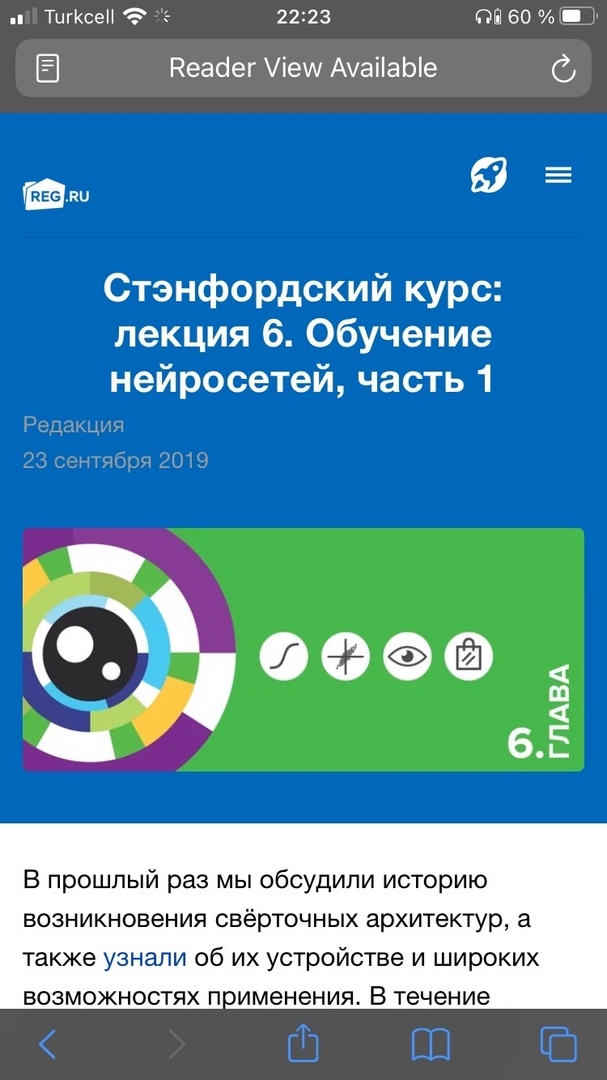 Turkcell 22:23 60 %
Reader View Available
REG.RU
Стэнфордский курс:
лекция 6. Обучение
нейросетей, часть 1
Редакция
23 сентября 2019
6. ГЛАВА
В прошлый раз мы обсудили историю
возникновения свёрточных архитектур, а
также узнали об их устройстве и широких
возможностях применения. В течение